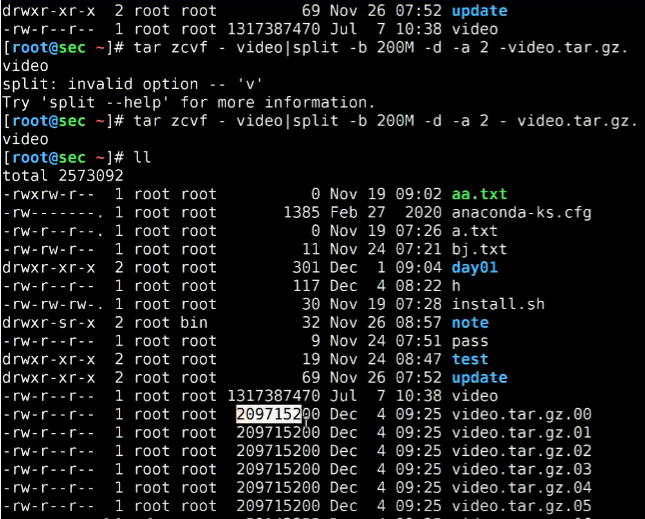 drwxr-xr-x 2 root root 69 Nov 26 07:52 update
-rw-r--r-- 1 root root 1317387470 Jul 7 10:38 video
[root@sec ~]# tar zcvf - video|split -b 200M -d -a 2 -video.tar.gz.
video
split: invalid option -- 'v'
Try 'split --help' for more information.
[root@sec ~]# tar zcvf - video|split -b 200M -d -a 2 - video.tar.gz.
video
[root@sec ~]# ll
total 2573092
-rwxrw-r-- 1 root root 0 Nov 19 09:02 aa.txt
-rw-------. 1 root root 1385 Feb 27 2020 anaconda-ks.cfg
-rw-r--r--. 1 root root 0 Nov 19 07:26 a.txt
-rw-rw-r-- 1 root root 11 Nov 24 07:21 bj.txt
drwxr-xr-x 2 root root 301 Dec 1 09:04 day01
-rw-r--r-- 1 root root 117 Dec 4 08:22 h
-rw-rw-rw-. 1 root root 30 Nov 19 07:28 install.sh
drwxr-sr-x 2 root bin 32 Nov 26 08:57 note
-rw-r--r-- 1 root root 9 Nov 24 07:51 pass
drwxr-xr-x 2 root root 19 Nov 24 08:47 test
drwxr-xr-x 2 root root 69 Nov 26 07:52 update
-rw-r--r-- 1 root root 1317387470 Jul 7 10:38 video
-rw-r--r-- 1 root root 209715200 Dec 4 09:25 video.tar.gz.00
-rw-r--r-- 1 root root 209715200 Dec 4 09:25 video.tar.gz.01
-rw-r--r-- 1 root root 209715200 Dec 4 09:25 video.tar.gz.02
-rw-r--r-- 1 root root 209715200 Dec 4 09:25 video.tar.gz.03
-rw-r--r-- 1 root root 209715200 Dec 4 09:25 video.tar.gz.04
-rw-r--r-- 1 root root 209715200 Dec 4 09:25 video.tar.gz.05